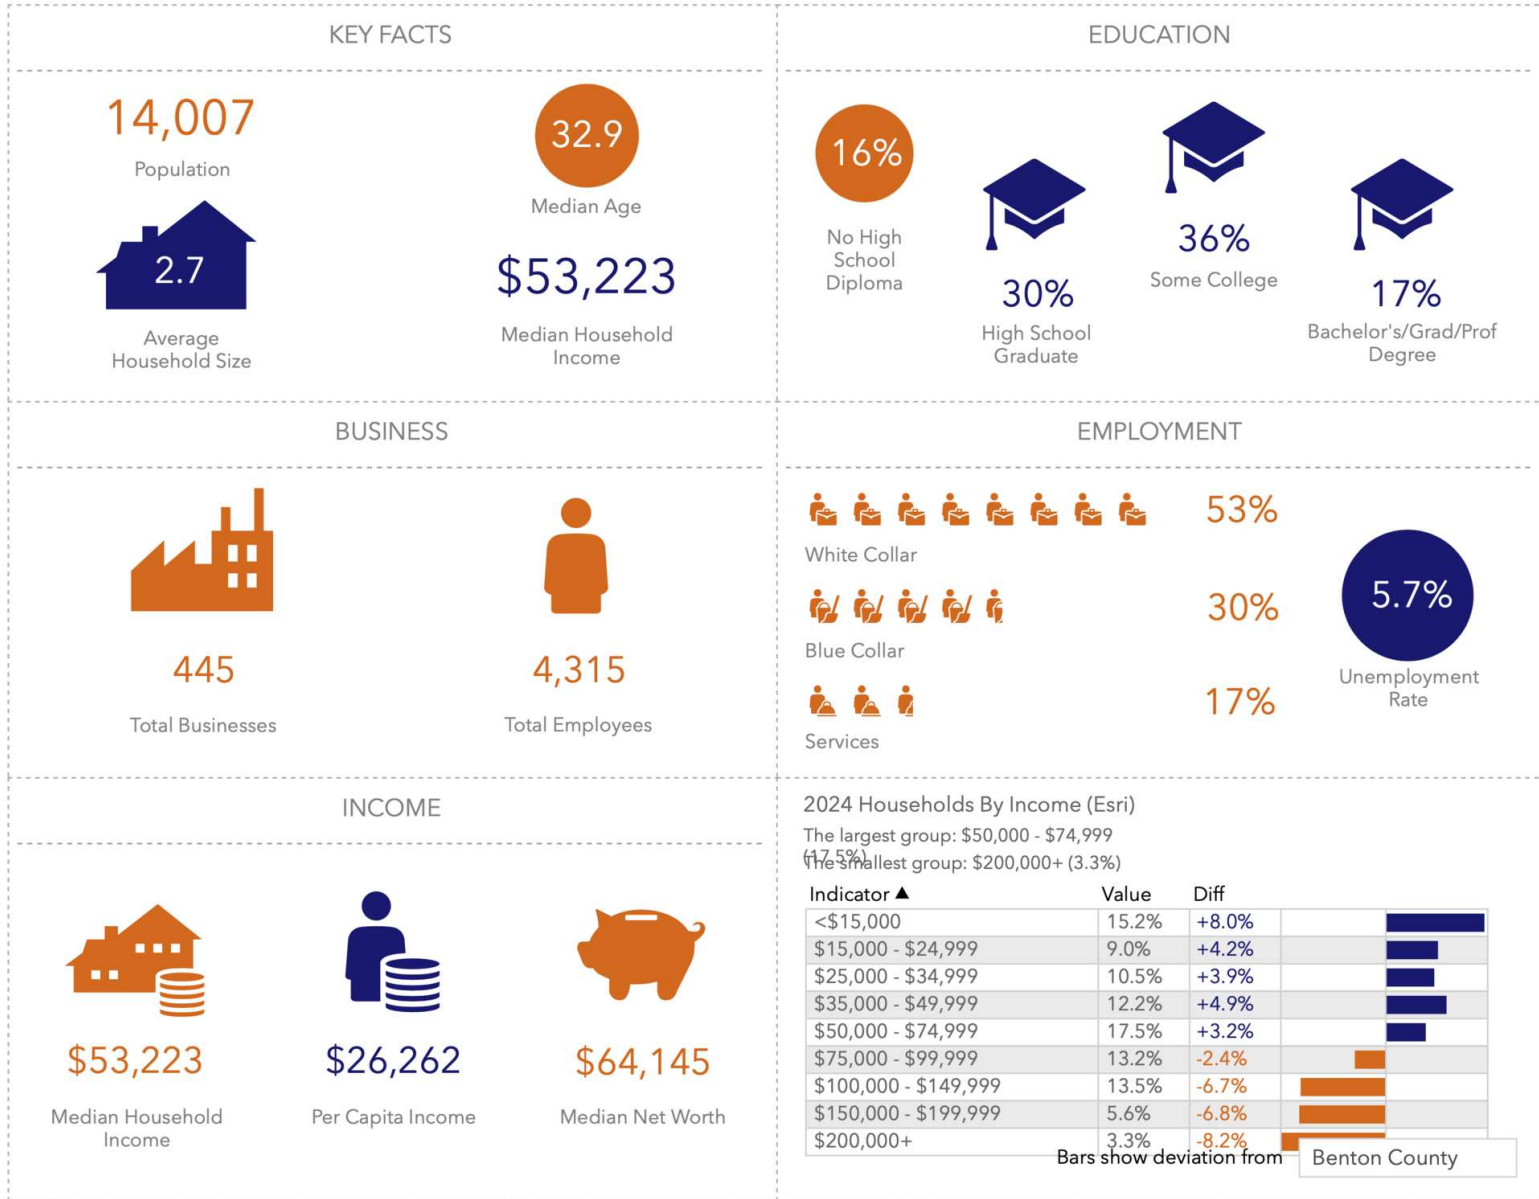 KEY FACTS
14,007
Population
32.9
Median Age
2.7
Average
Household Size
$53,223
Median Household
Income
EDUCATION
16%
No High
School
Diploma
30%
High School
Graduate
36%
Some College
17%
Bachelor's/Grad/Prof
Degree
BUSINESS
445
Total Businesses
4,315
Total Employees
EMPLOYMENT
53%
White Collar
30%
Blue Collar
17%
Services
5.7%
Unemployment
Rate
INCOME
$53,223
Median Household
Income
$26,262
Per Capita Income
$64,145
Median Net Worth
2024 Households By Income (Esri)
The largest group: $50,000 - $74,999
(17.5%)
The smallest group: $200,000+ (3.3%)
Indicator ▲ Value Diff
<$15,000 15.2% +8.0%
$15,000 - $24,999 9.0% +4.2%
$25,000 - $34,999 10.5% +3.9%
$35,000 - $49,999 12.2% +4.9%
$50,000 - $74,999 17.5% +3.2%
$75,000 - $99,999 13.2% -2.4%
$100,000 - $149,999 13.5% -6.7%
$150,000 - $199,999 5.6% -6.8%
$200,000+ 3.3% -8.2%
Bars show deviation from Benton County